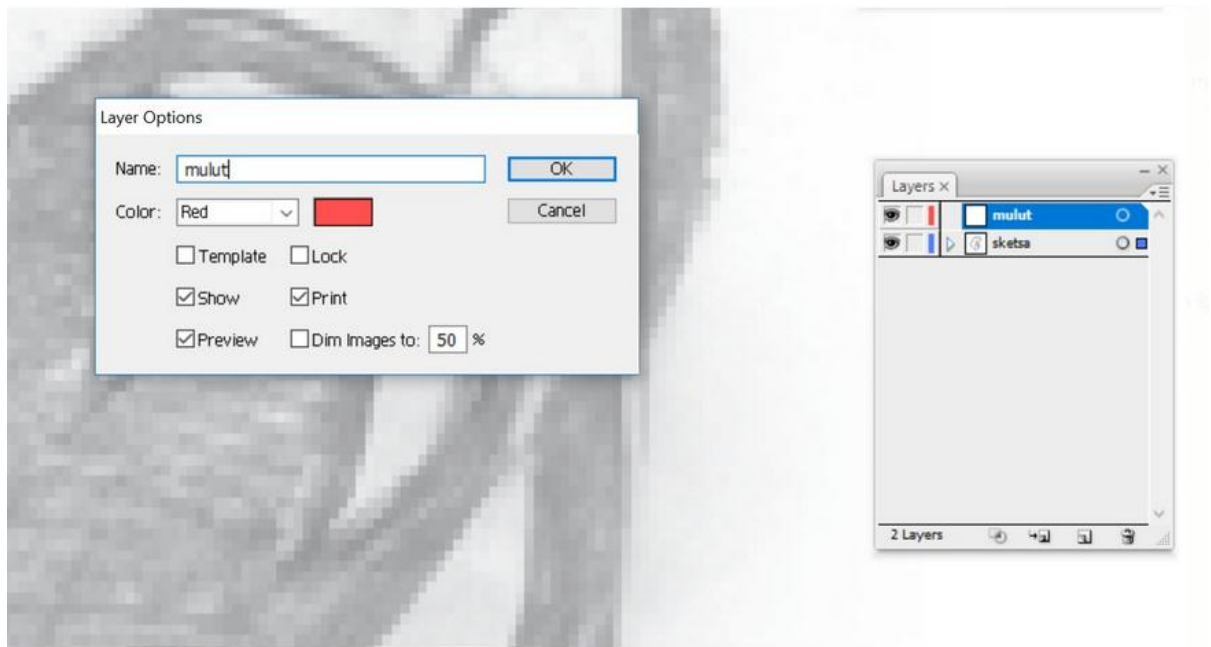 Layer Options
Name: mulut OK
Color: Red Cancel
Template Lock
Show Print
Preview Dim Images to: 50 %
Layers ×
mulut
sketsa
2 Layers